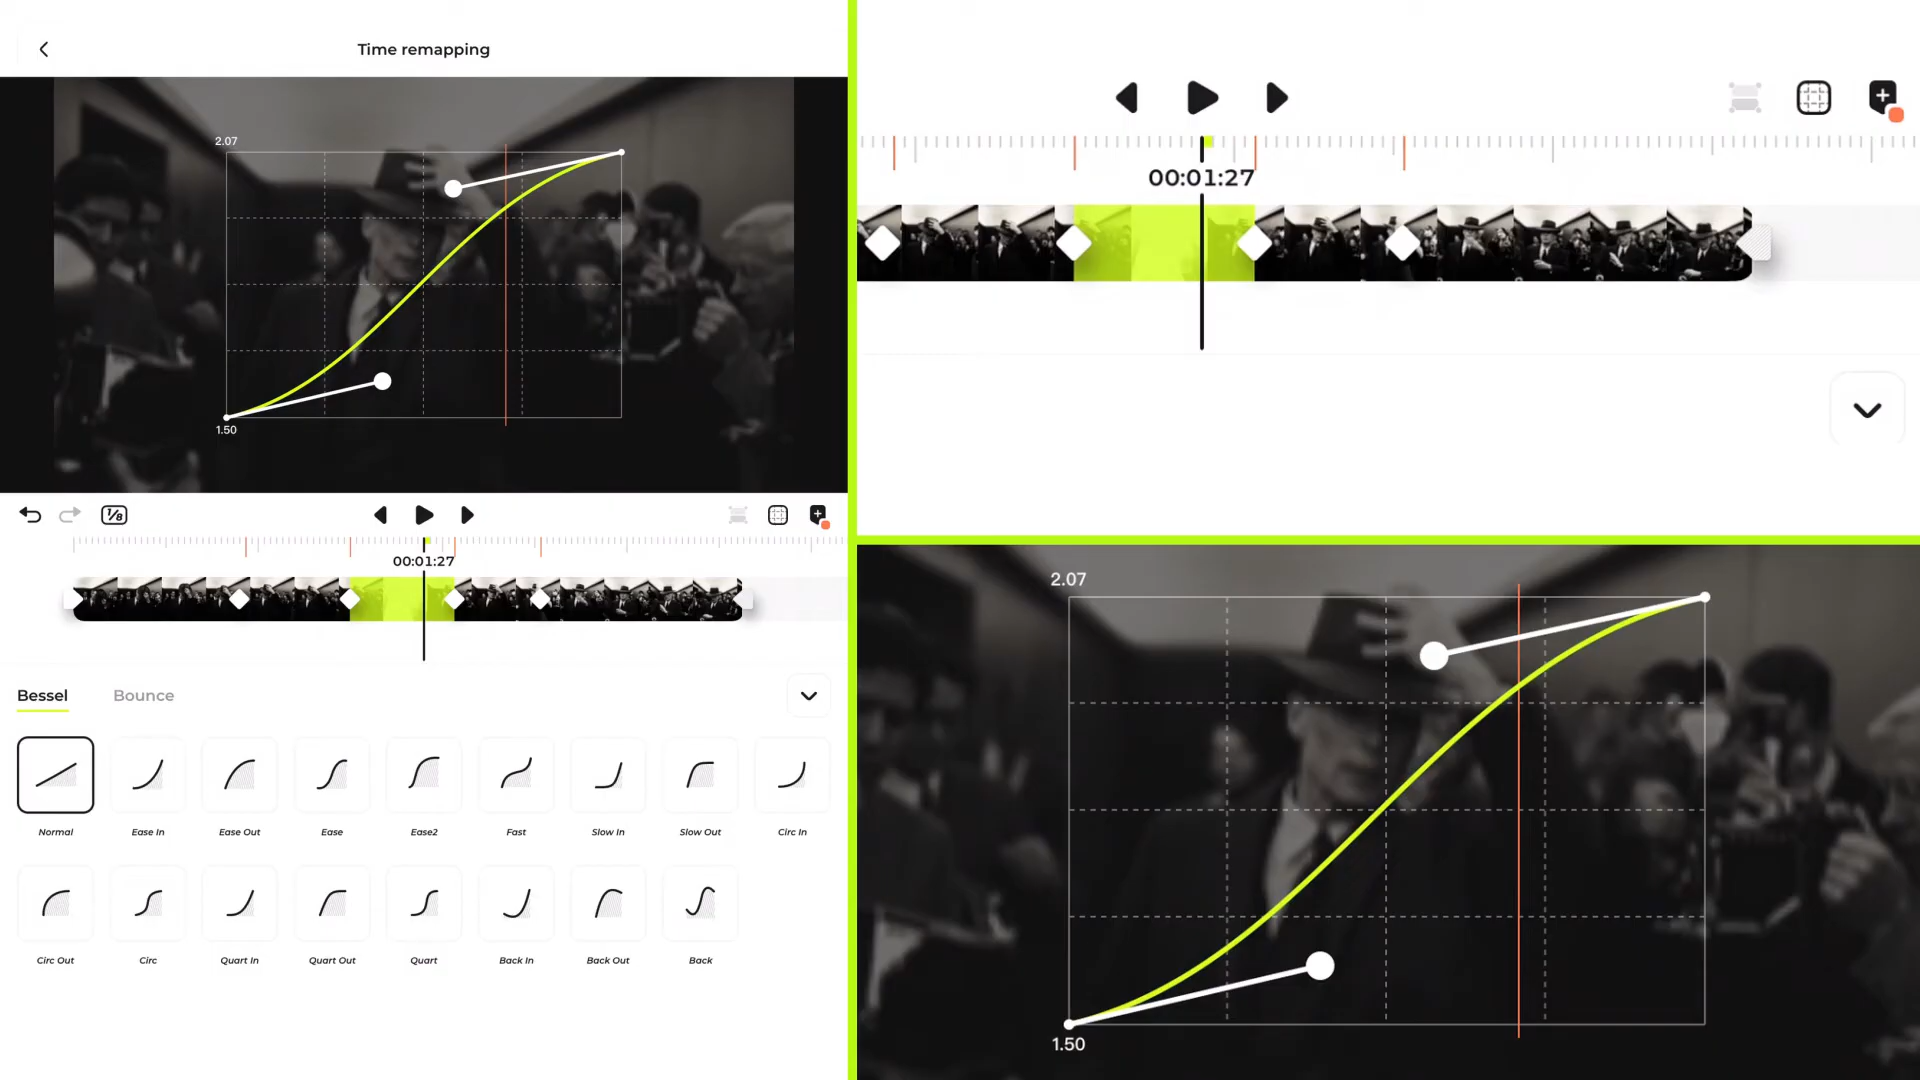 Time remapping
2.07
1.50
1/8
00:01:27
Bessel
Bounce
Normal
Ease In
Ease Out
Ease
Ease2
Fast
Slow In
Slow Out
Circ In
Circ Out
Circ
Quart In
Quart Out
Quart
Back In
Back Out
Back
00:01:27
2.07
1.50